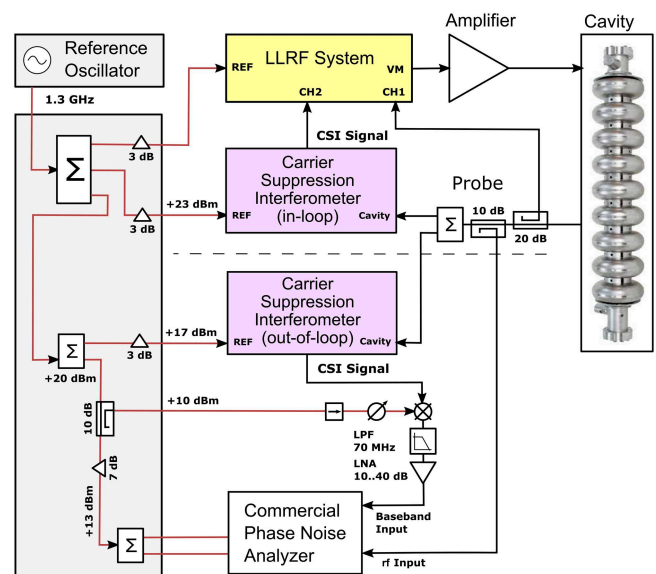 Reference
Oscillator
1.3 GHz
Σ
3 dB
3 dB
+23 dBm
REF
LLRF System
VM
CH2
CH1
Amplifier
Cavity
CSI Signal
Carrier
Suppression
Interferometer
(in-loop)
REF
Cavity
Σ
Probe
10 dB
20 dB
Carrier
Suppression
Interferometer
(out-of-loop)
REF
Cavity
+17 dBm
3 dB
Σ
+20 dBm
CSI Signal
10 dB
+10 dBm
LPF
70 MHz
LNA
10..40 dB
7 dB
+13 dBm
Σ
Commercial
Phase Noise
Analyzer
Baseband
Input
rf Input